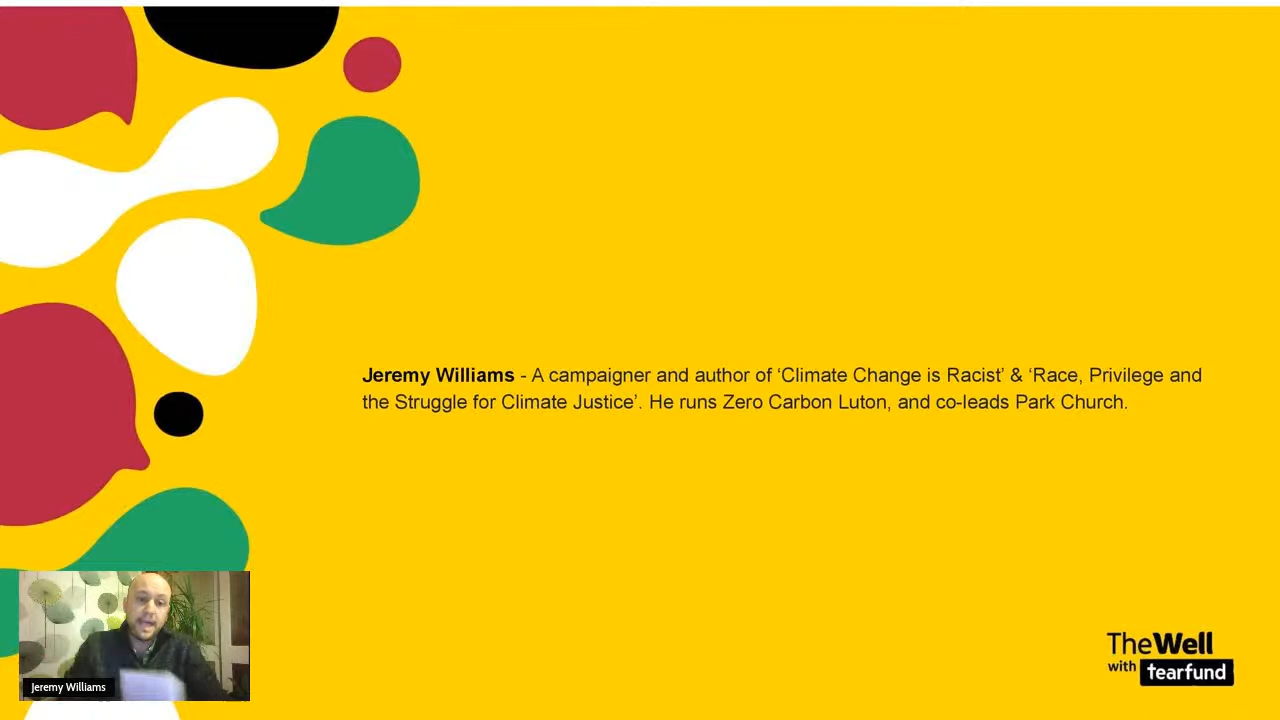 Jeremy Williams - A campaigner and author of ‘Climate Change is Racist’ & ‘Race, Privilege and
the Struggle for Climate Justice’. He runs Zero Carbon Luton, and co-leads Park Church.
TheWell
with tearfund
Jeremy Williams